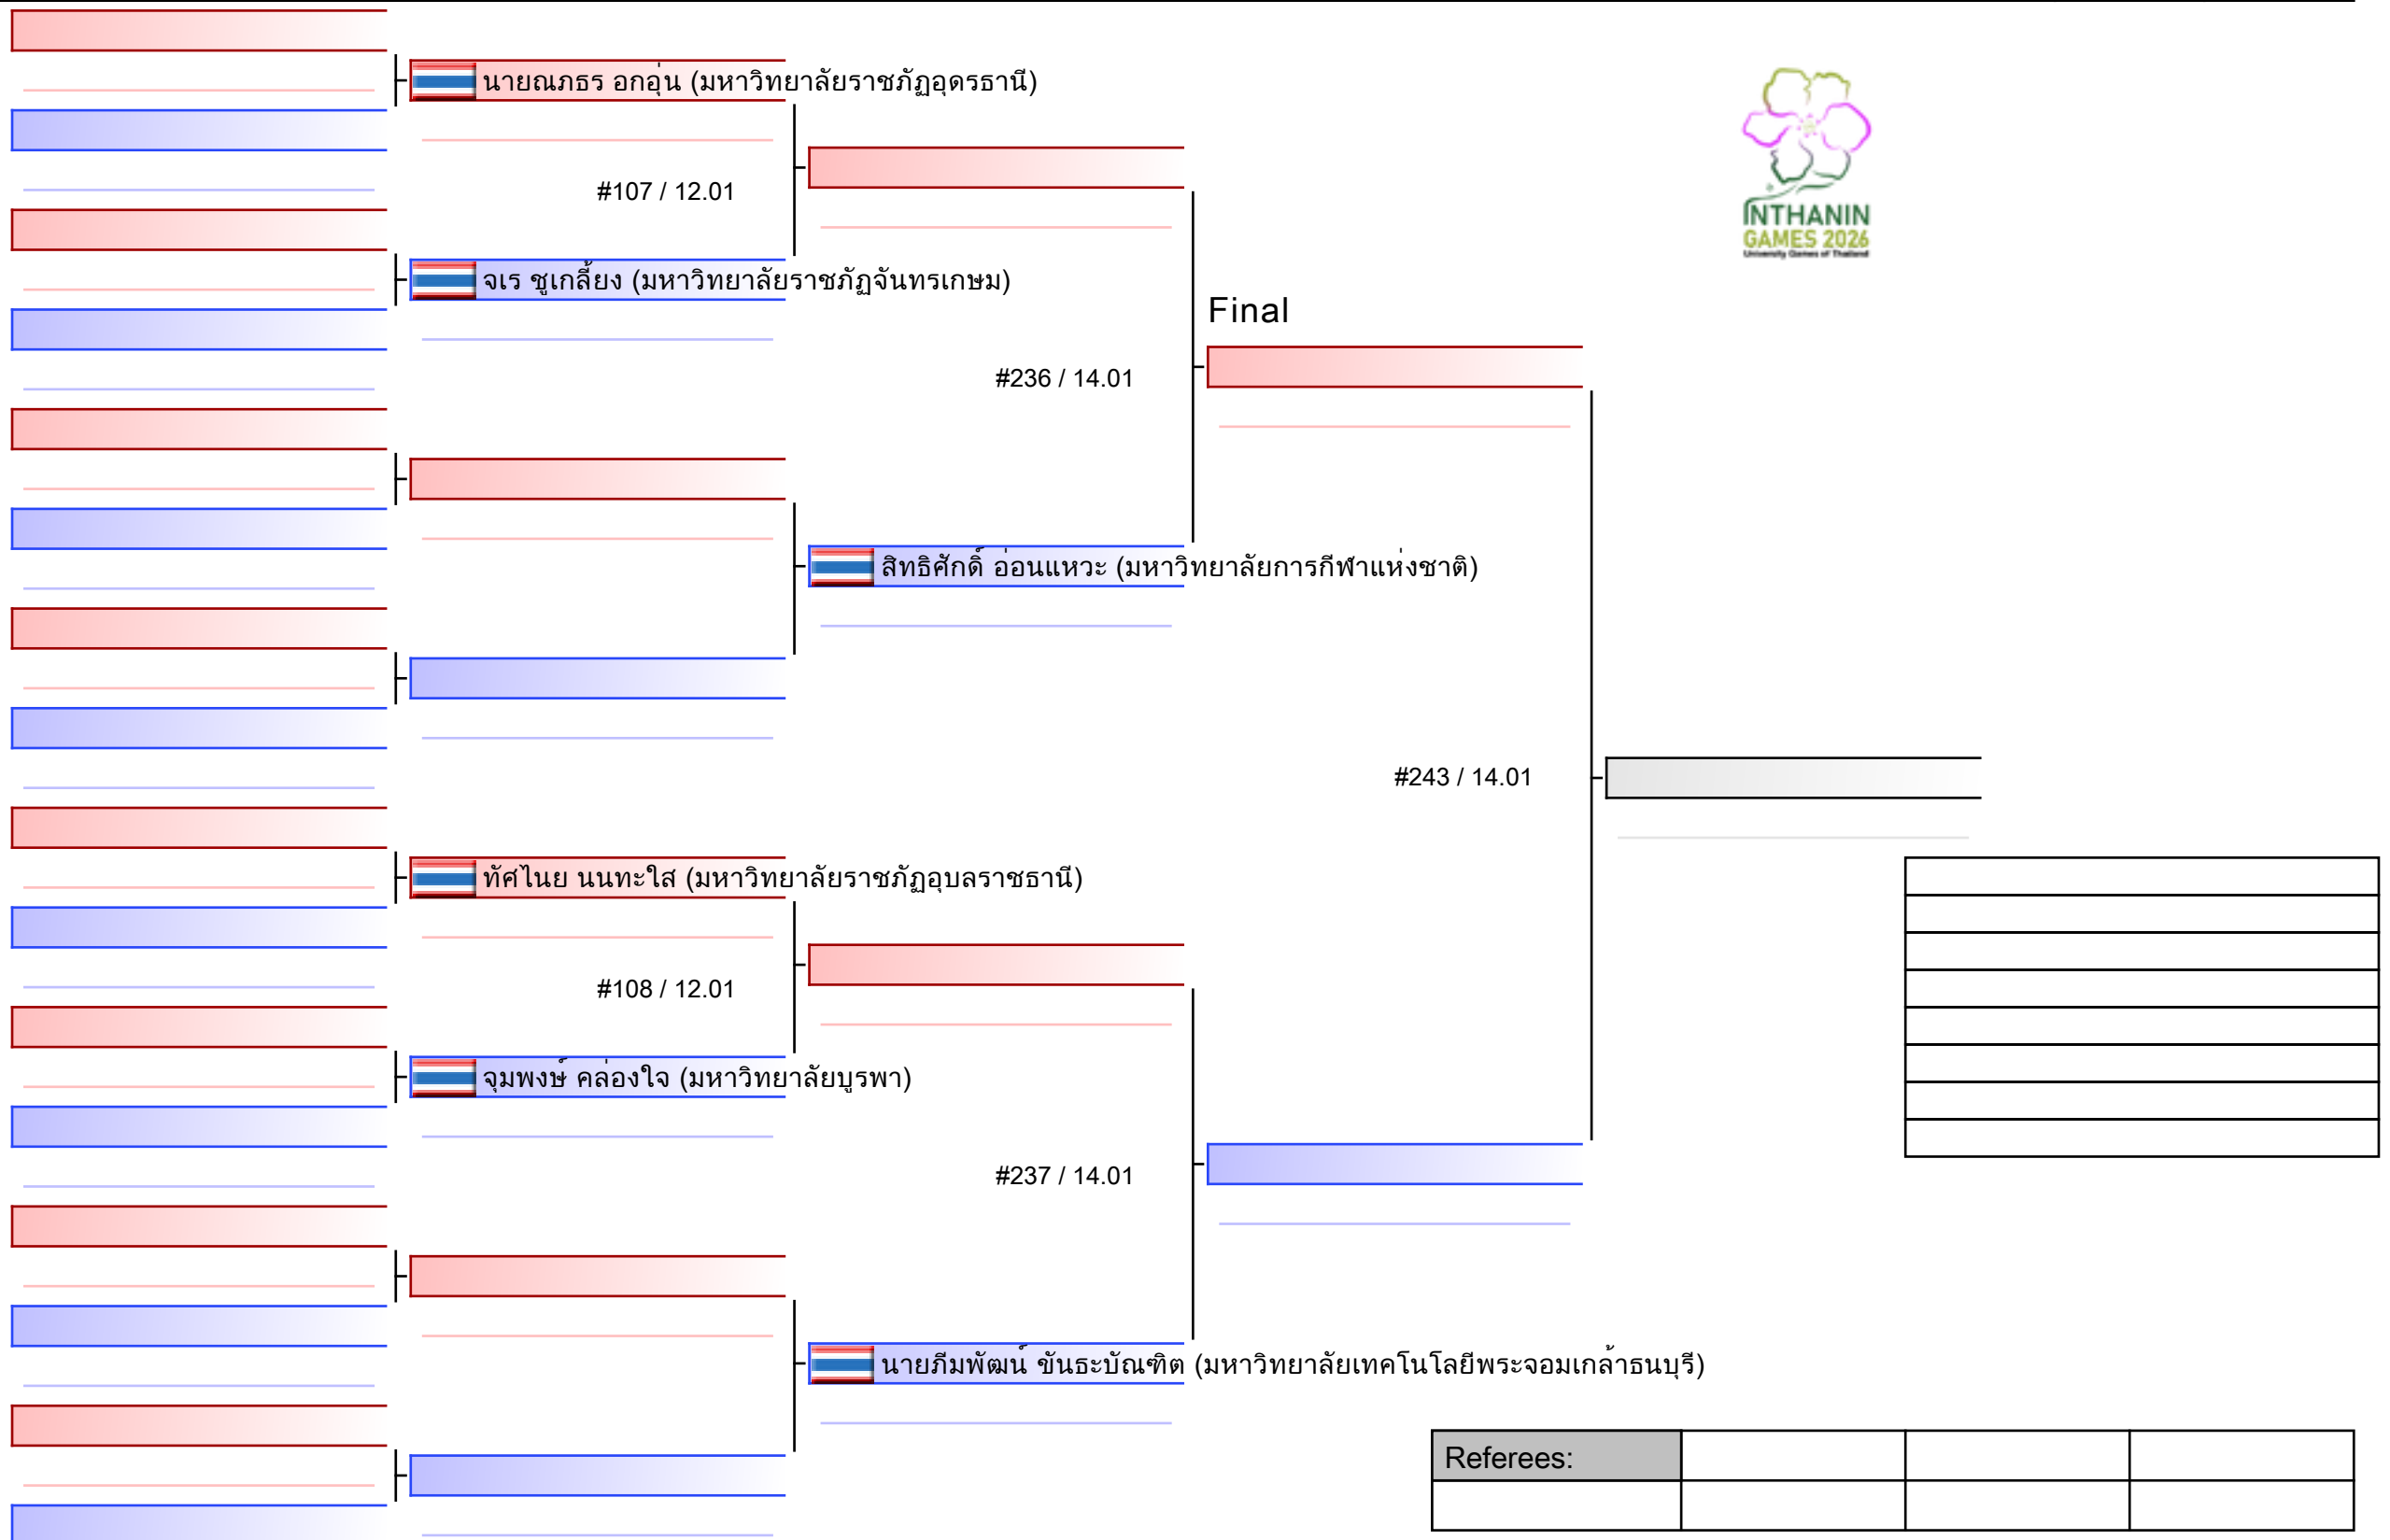 นายณภธร อกอุ่น (มหาวิทยาลัยราชภัฏอุดรธานี)
#107 / 12.01
INTHANIN
GAMES 2026
University Games of Thailand
จเร ชูเกลี้ยง (มหาวิทยาลัยราชภัฏจันทรเกษม)
Final
#236 / 14.01
สิทธิศักดิ์ อ่อนแหวะ (มหาวิทยาลัยการกีฬาแห่งชาติ)
#243 / 14.01
ทัศไนย นนทะใส (มหาวิทยาลัยราชภัฏอุบลราชธานี)
#108 / 12.01
จุมพงษ์ คล่องใจ (มหาวิทยาลัยบูรพา)
#237 / 14.01
นายภีมพัฒน์ ขันธะบัณฑิต (มหาวิทยาลัยเทคโนโลยีพระจอมเกล้าธนบุรี)
Referees: